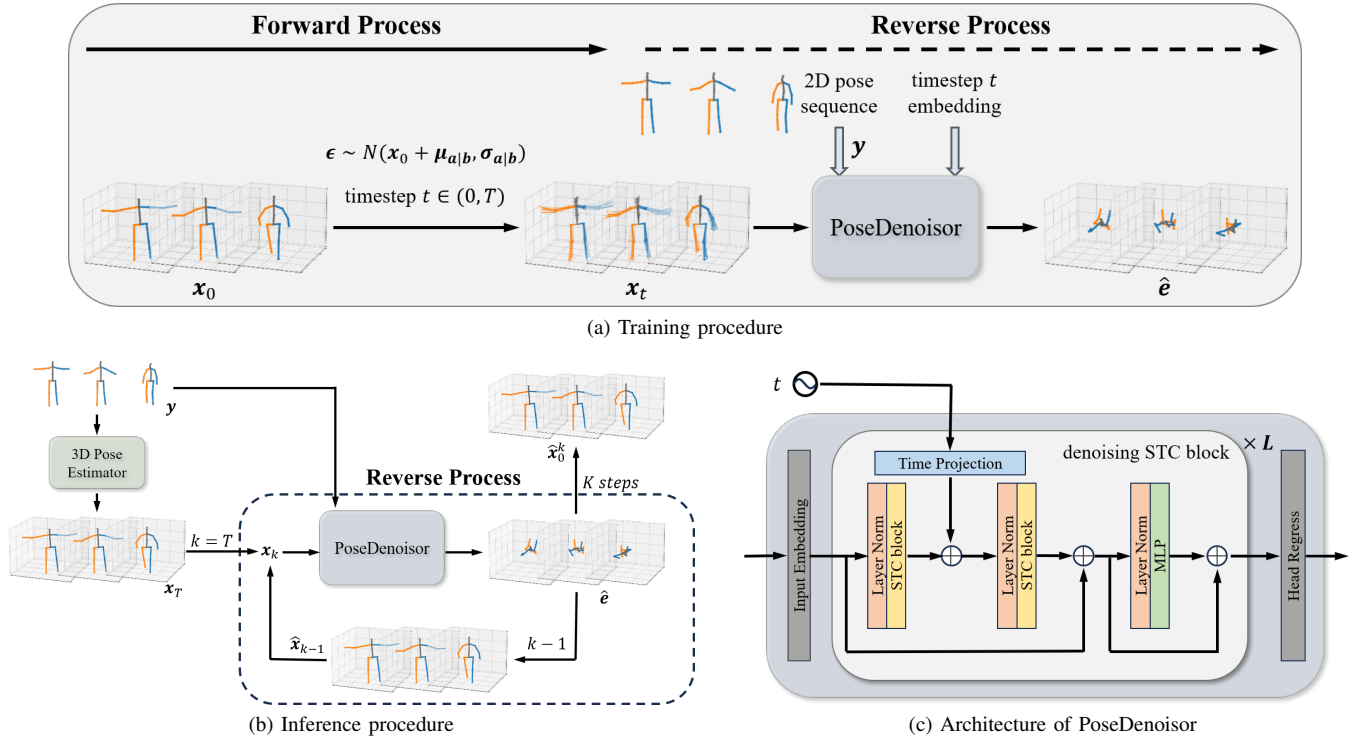 Forward Process
Reverse Process
2D pose
sequence
timestep t
embedding
y
ϵ ~ N(x₀ + μₐ|b, σₐ|b)
timestep t ∈ (0, T)
PoseDenoisor
x₀
xₜ
ê
(a) Training procedure
y
3D Pose
Estimator
x̂₀ᵏ
K steps
Reverse Process
k = T
xₖ
PoseDenoisor
x_T
ê
x̂ₖ₋₁
k − 1
(b) Inference procedure
t
× L
denoising STC block
Time Projection
Input Embedding
Layer Norm
STC block
Layer Norm
STC block
Layer Norm
MLP
Head Regress
(c) Architecture of PoseDenoisor